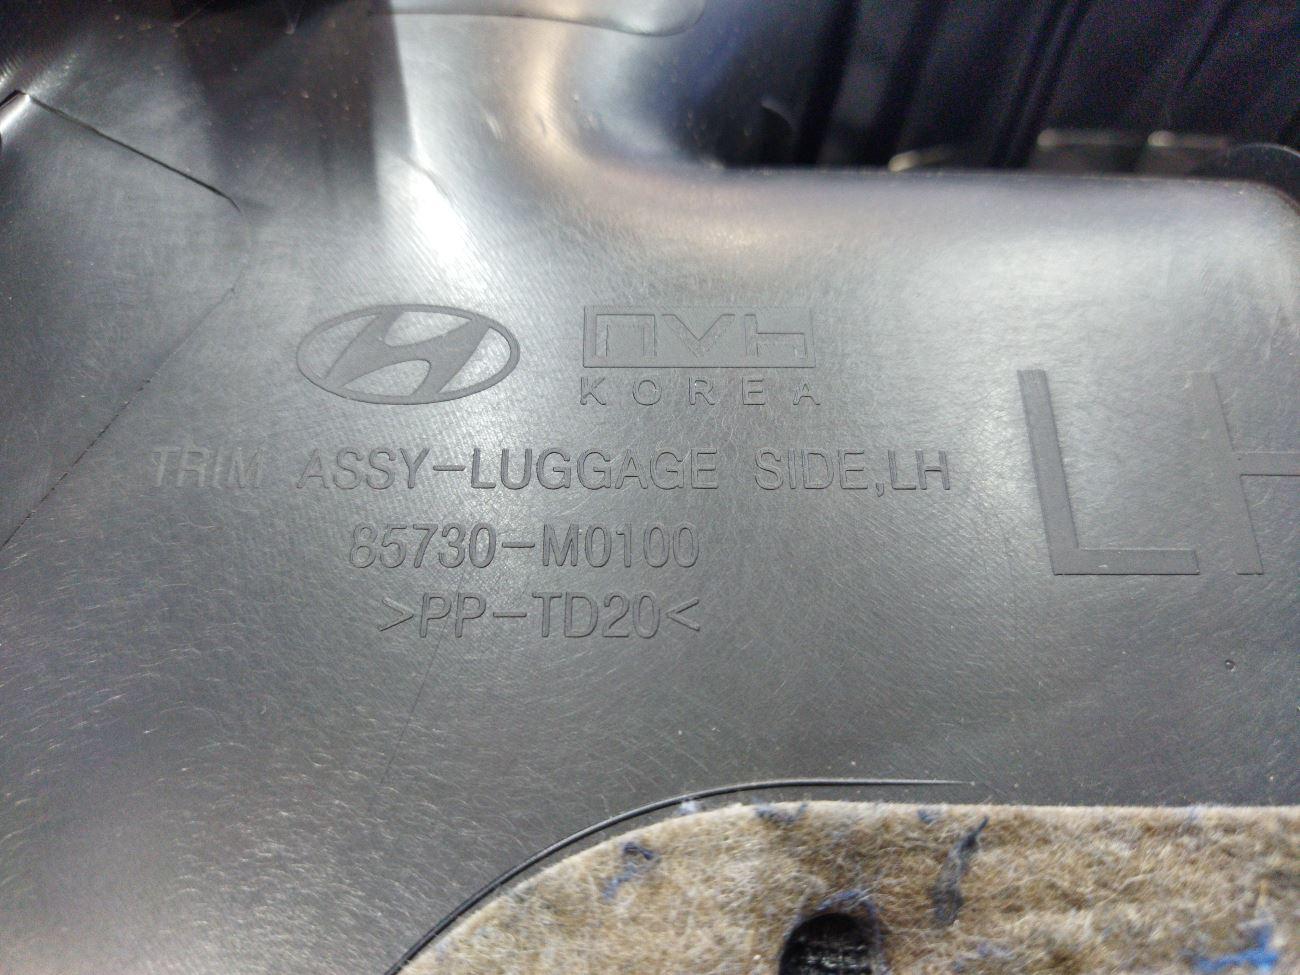 nvh
KOREA
LH
TRIM ASSY-LUGGAGE SIDE,LH
85730-M0100
>PP-TD20<